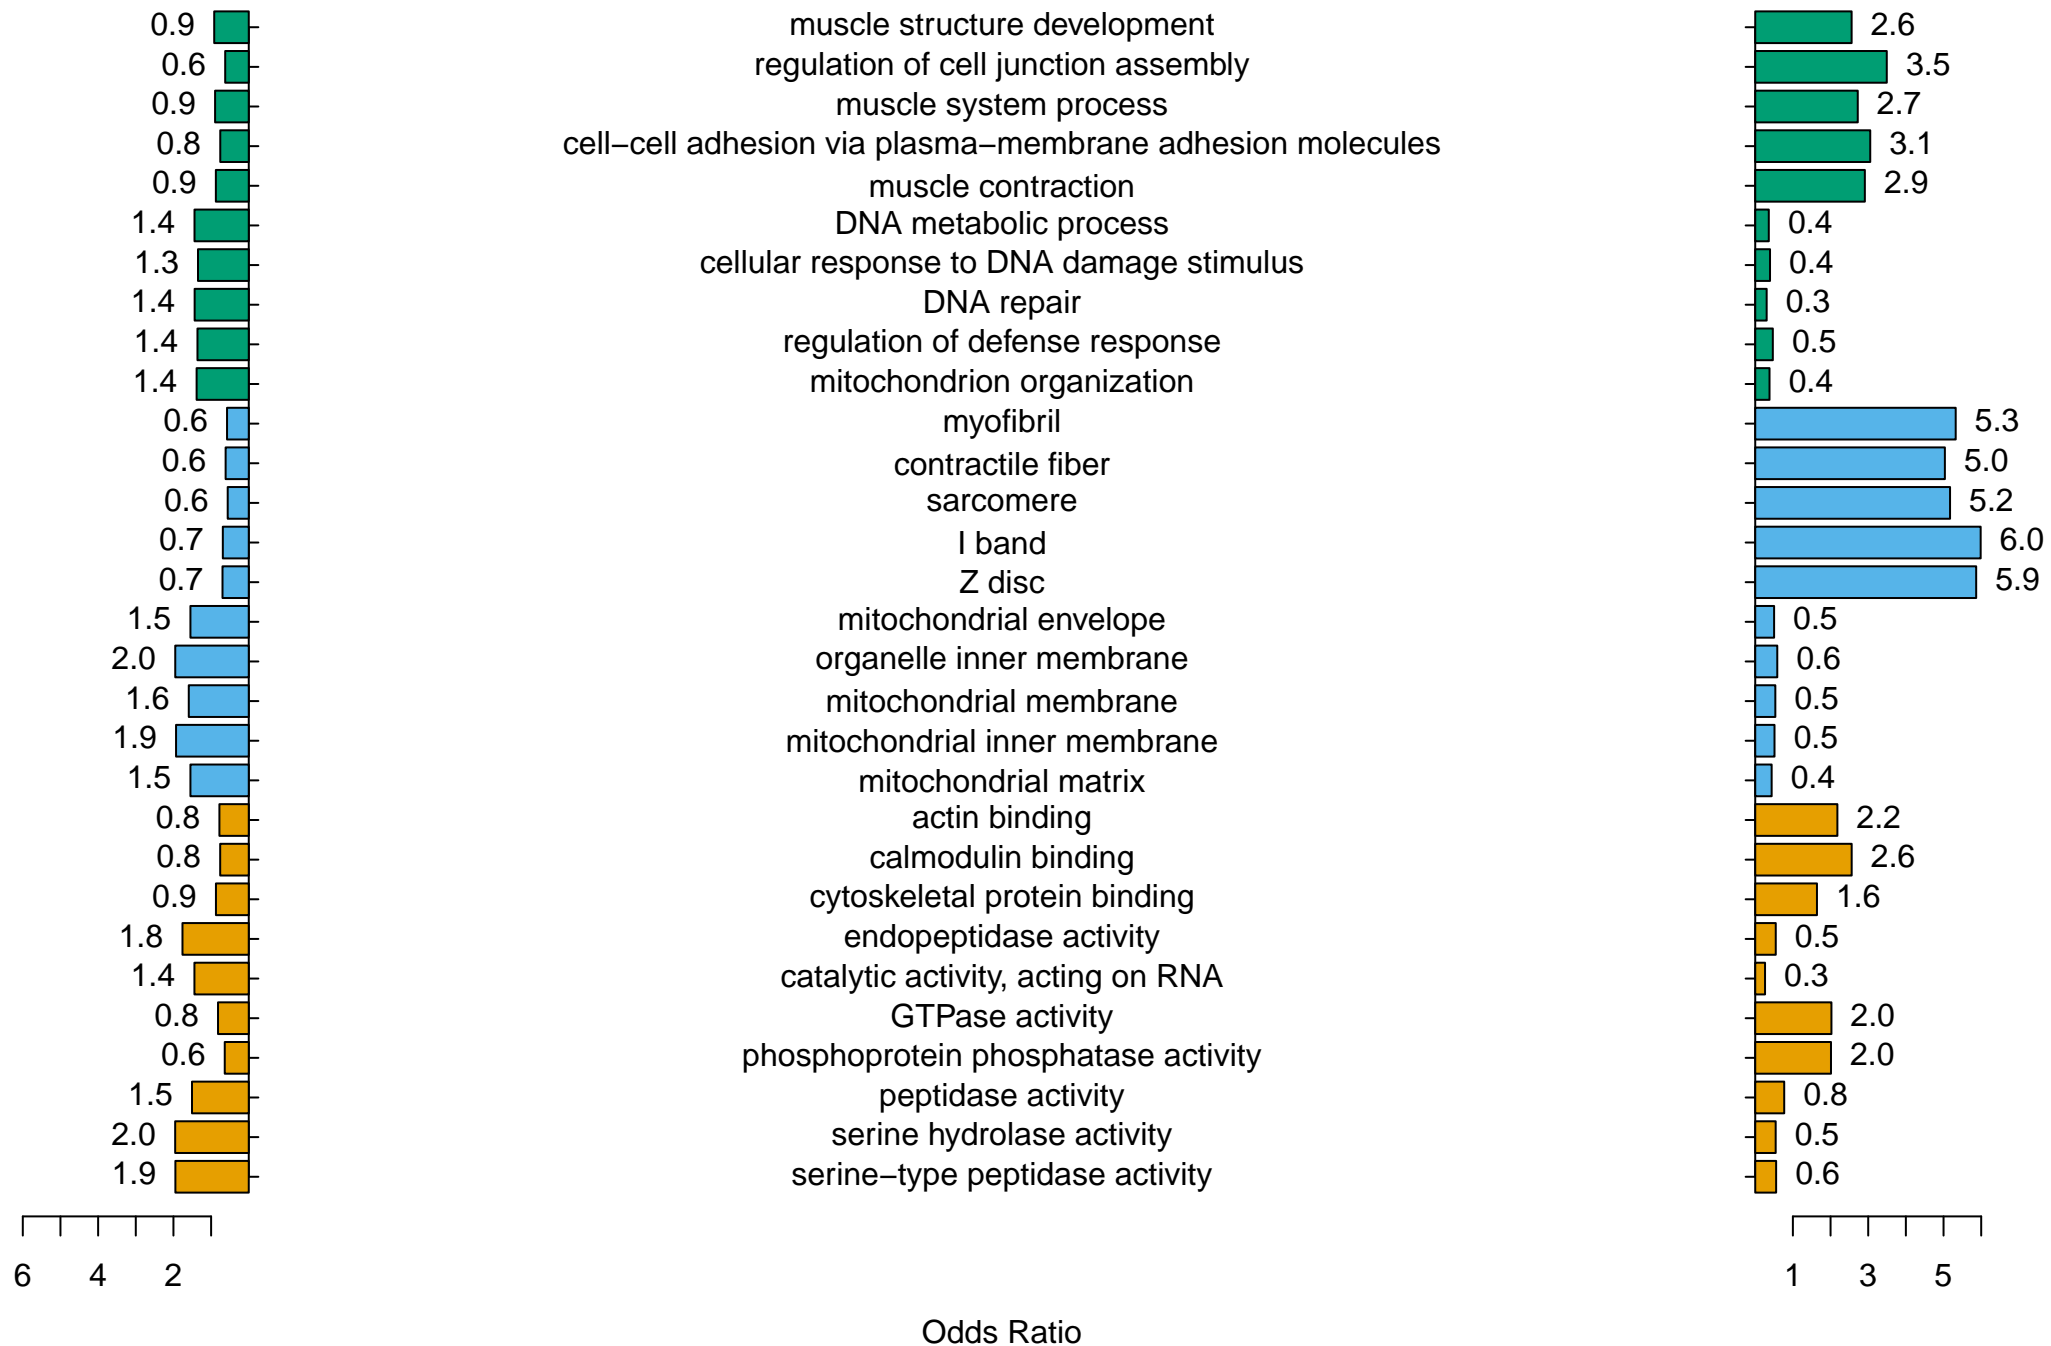 0.9 muscle structure development 2.6
0.6 regulation of cell junction assembly 3.5
0.9 muscle system process 2.7
0.8 cell−cell adhesion via plasma−membrane adhesion molecules 3.1
0.9 muscle contraction 2.9
1.4 DNA metabolic process 0.4
1.3 cellular response to DNA damage stimulus 0.4
1.4 DNA repair 0.3
1.4 regulation of defense response 0.5
1.4 mitochondrion organization 0.4
0.6 myofibril 5.3
0.6 contractile fiber 5.0
0.6 sarcomere 5.2
0.7 I band 6.0
0.7 Z disc 5.9
1.5 mitochondrial envelope 0.5
2.0 organelle inner membrane 0.6
1.6 mitochondrial membrane 0.5
1.9 mitochondrial inner membrane 0.5
1.5 mitochondrial matrix 0.4
0.8 actin binding 2.2
0.8 calmodulin binding 2.6
0.9 cytoskeletal protein binding 1.6
1.8 endopeptidase activity 0.5
1.4 catalytic activity, acting on RNA 0.3
0.8 GTPase activity 2.0
0.6 phosphoprotein phosphatase activity 2.0
1.5 peptidase activity 0.8
2.0 serine hydrolase activity 0.5
1.9 serine−type peptidase activity 0.6
6 4 2 1 3 5
Odds Ratio